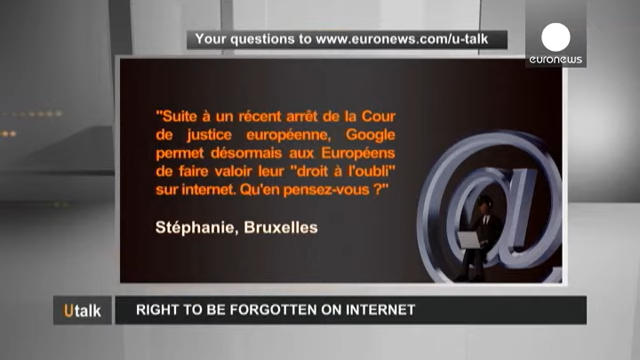 Your questions to www.euronews.com/u-talk
euronews
"Suite à un récent arrêt de la Cour
de justice européenne, Google
permet désormais aux Européens
de faire valoir leur "droit à l'oubli"
sur internet. Qu'en pensez-vous ?"
Stéphanie, Bruxelles
@
Utalk
RIGHT TO BE FORGOTTEN ON INTERNET